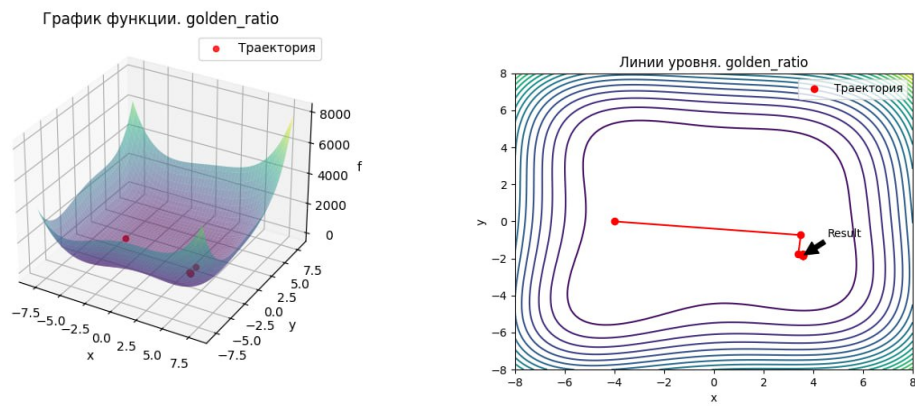 График функции. golden_ratio
Траектория
8000
6000
4000
2000
0
f
−7.5 −5.0 −2.5 0.0 2.5 5.0 7.5
x
−7.5 −5.0 −2.5 0.0 2.5 5.0 7.5
y
Линии уровня. golden_ratio
Траектория
8
6
4
2
0
−2
−4
−6
−8
y
Result
−8 −6 −4 −2 0 2 4 6 8
x